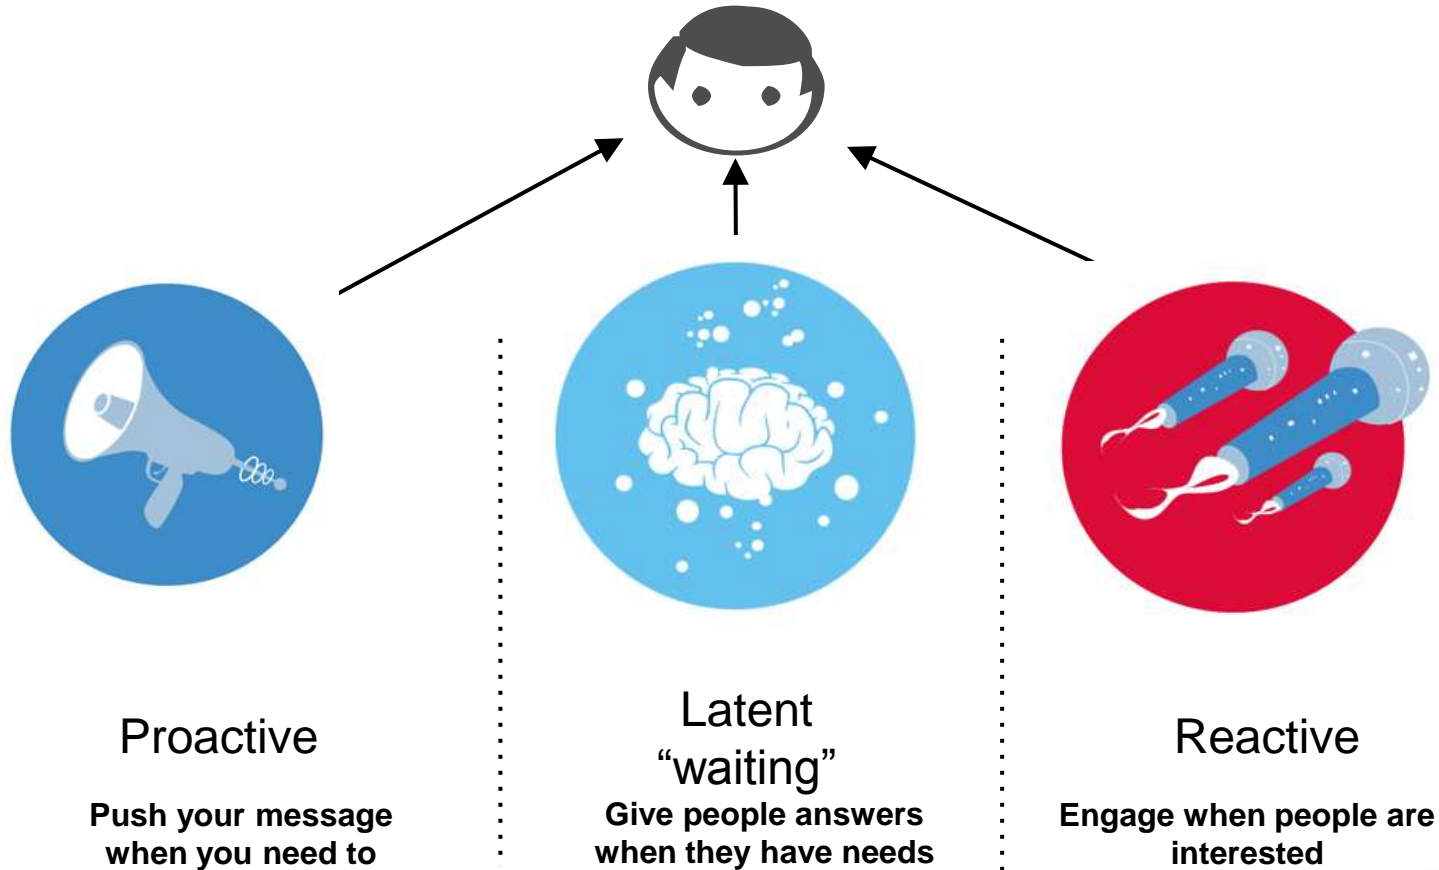 Proactive
Push your message
when you need to
Latent
“waiting”
Give people answers
when they have needs
Reactive
Engage when people are
interested